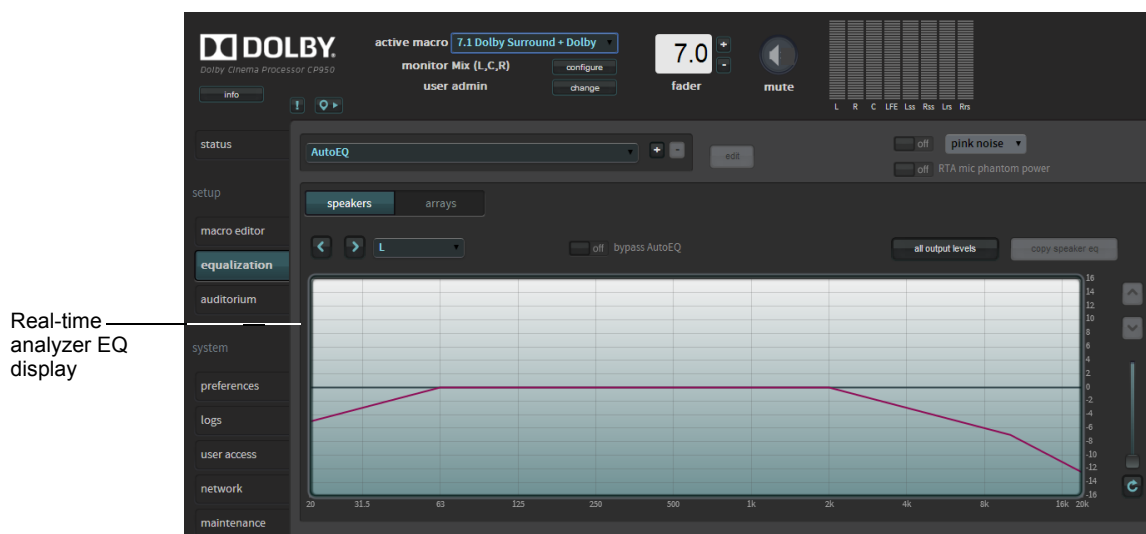 DOLBY.
Dolby Cinema Processor CP950
info
active macro 7.1 Dolby Surround + Dolby
monitor Mix (L,C,R) configure
user admin change
7.0
+
-
fader
mute
L R C LFE Lss Rss Lrs Rrs
!
status
setup
macro editor
equalization
auditorium
system
preferences
logs
user access
network
maintenance
AutoEQ
+ -
edit
off pink noise
off RTA mic phantom power
speakers arrays
< > L
off bypass AutoEQ
all output levels
copy speaker eq
16
14
12
10
8
6
4
2
0
-2
-4
-6
-8
-10
-12
-14
-16
20 31.5 63 125 250 500 1k 2k 4k 8k 16k 20k
Real-time
analyzer EQ
display